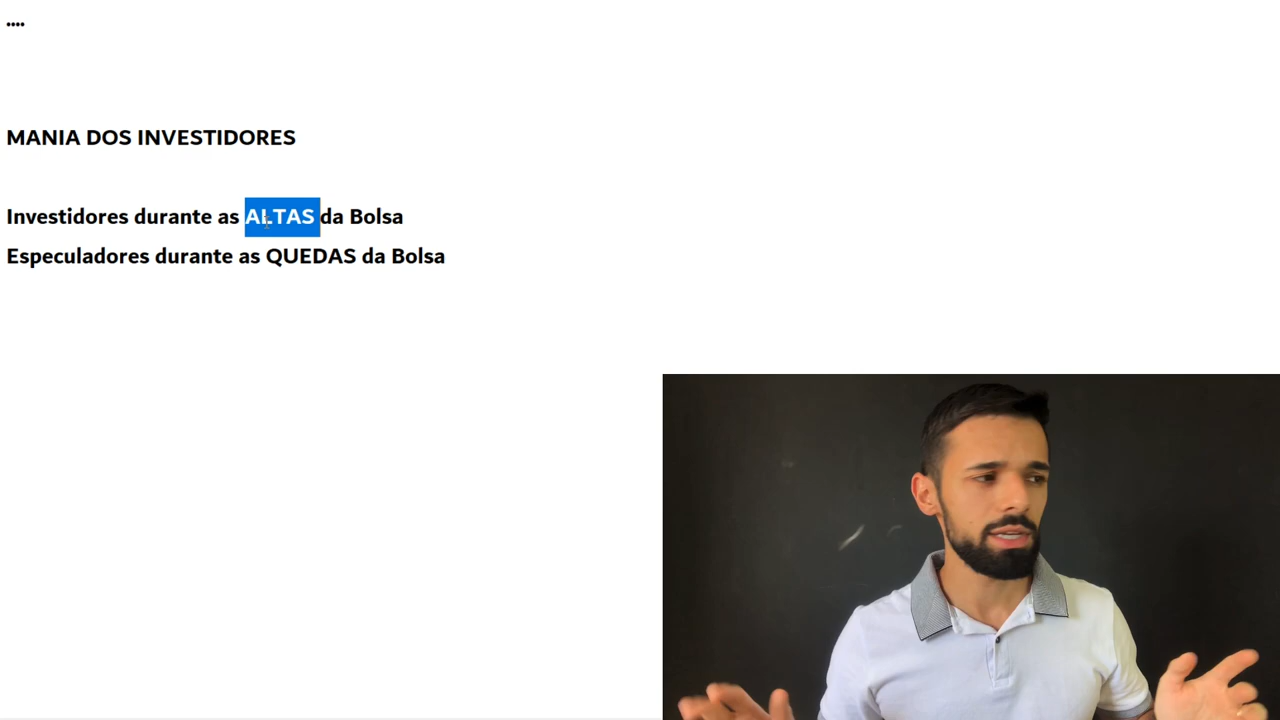 ••••
MANIA DOS INVESTIDORES
Investidores durante as ALTAS da Bolsa
Especuladores durante as QUEDAS da Bolsa